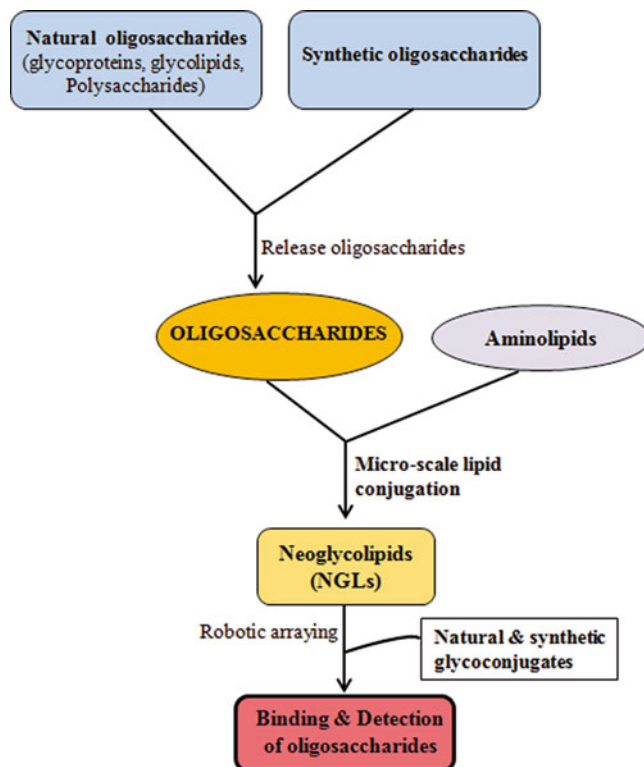 Natural oligosaccharides
(glycoproteins, glycolipids,
Polysaccharides)
Synthetic oligosaccharides
Release oligosaccharides
OLIGOSACCHARIDES
Aminolipids
Micro-scale lipid
conjugation
Neoglycolipids
(NGLs)
Robotic arraying
Natural & synthetic
glycoconjugates
Binding & Detection
of oligosaccharides